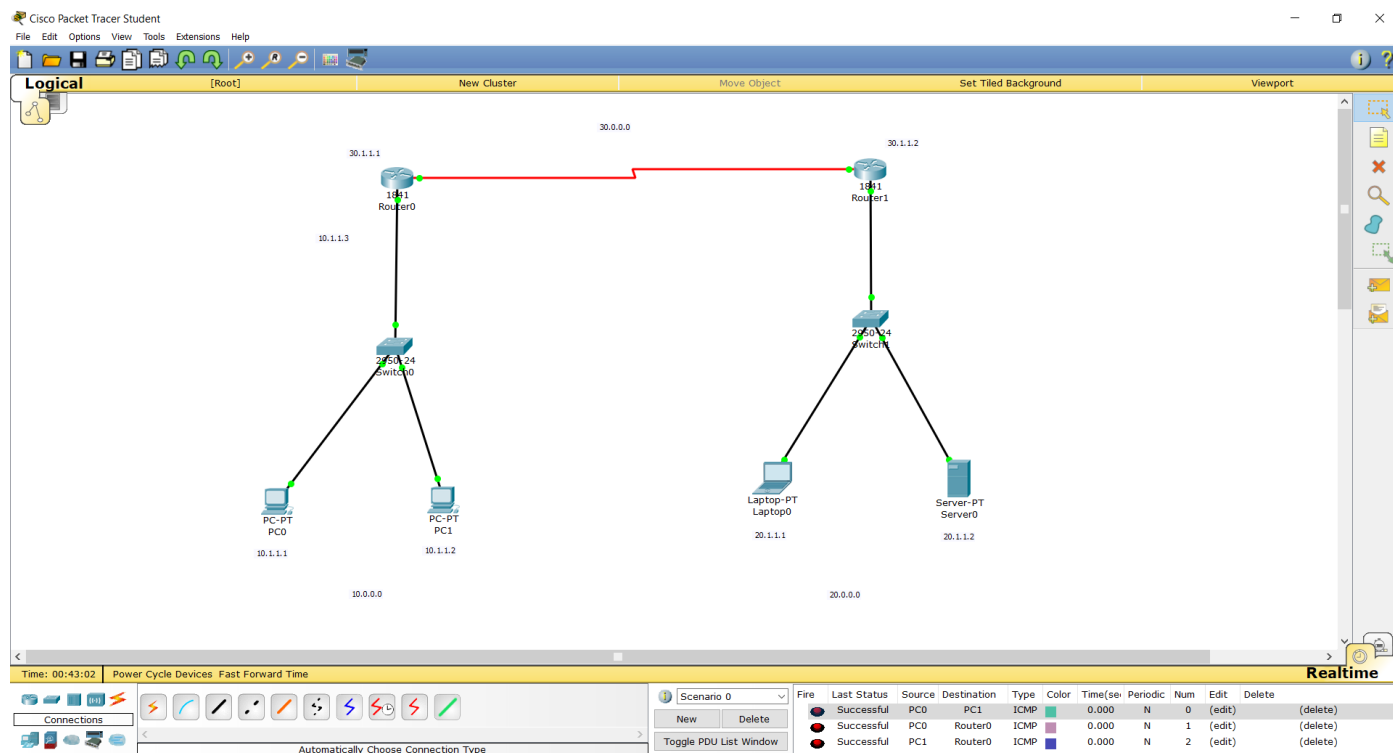 Cisco Packet Tracer Student
File Edit Options View Tools Extensions Help
Logical [Root] New Cluster Move Object Set Tiled Background Viewport
30.0.0.0
30.1.1.1
30.1.1.2
1841
Router0
1841
Router1
10.1.1.3
2950-24
Switch0
2950-24
Switch1
PC-PT
PC0
PC-PT
PC1
Laptop-PT
Laptop0
Server-PT
Server0
10.1.1.1
10.1.1.2
20.1.1.1
20.1.1.2
10.0.0.0
20.0.0.0
Time: 00:43:02 Power Cycle Devices Fast Forward Time Realtime
Connections
Automatically Choose Connection Type
Scenario 0
New Delete
Toggle PDU List Window
Fire Last Status Source Destination Type Color Time(sec Periodic Num Edit Delete
Successful PC0 PC1 ICMP 0.000 N 0 (edit) (delete)
Successful PC0 Router0 ICMP 0.000 N 1 (edit) (delete)
Successful PC1 Router0 ICMP 0.000 N 2 (edit) (delete)